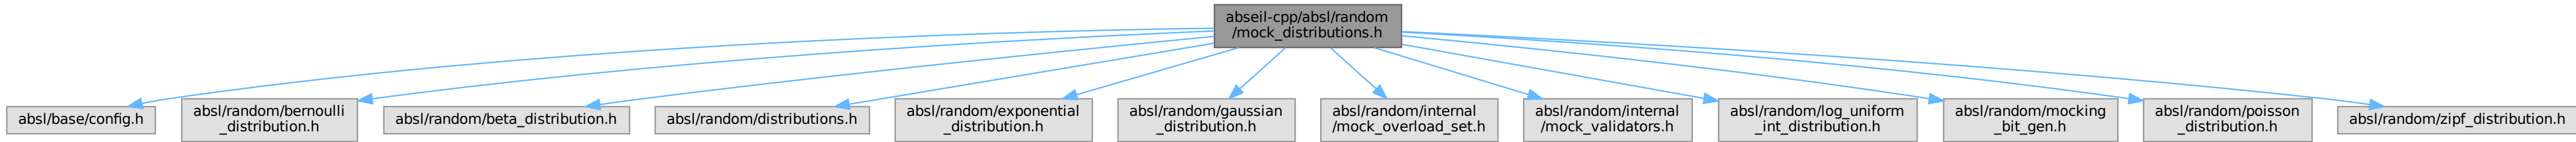 abseil-cpp/absl/random
/mock_distributions.h
absl/base/config.h
absl/random/bernoulli
_distribution.h
absl/random/beta_distribution.h
absl/random/distributions.h
absl/random/exponential
_distribution.h
absl/random/gaussian
_distribution.h
absl/random/internal
/mock_overload_set.h
absl/random/internal
/mock_validators.h
absl/random/log_uniform
_int_distribution.h
absl/random/mocking
_bit_gen.h
absl/random/poisson
_distribution.h
absl/random/zipf_distribution.h